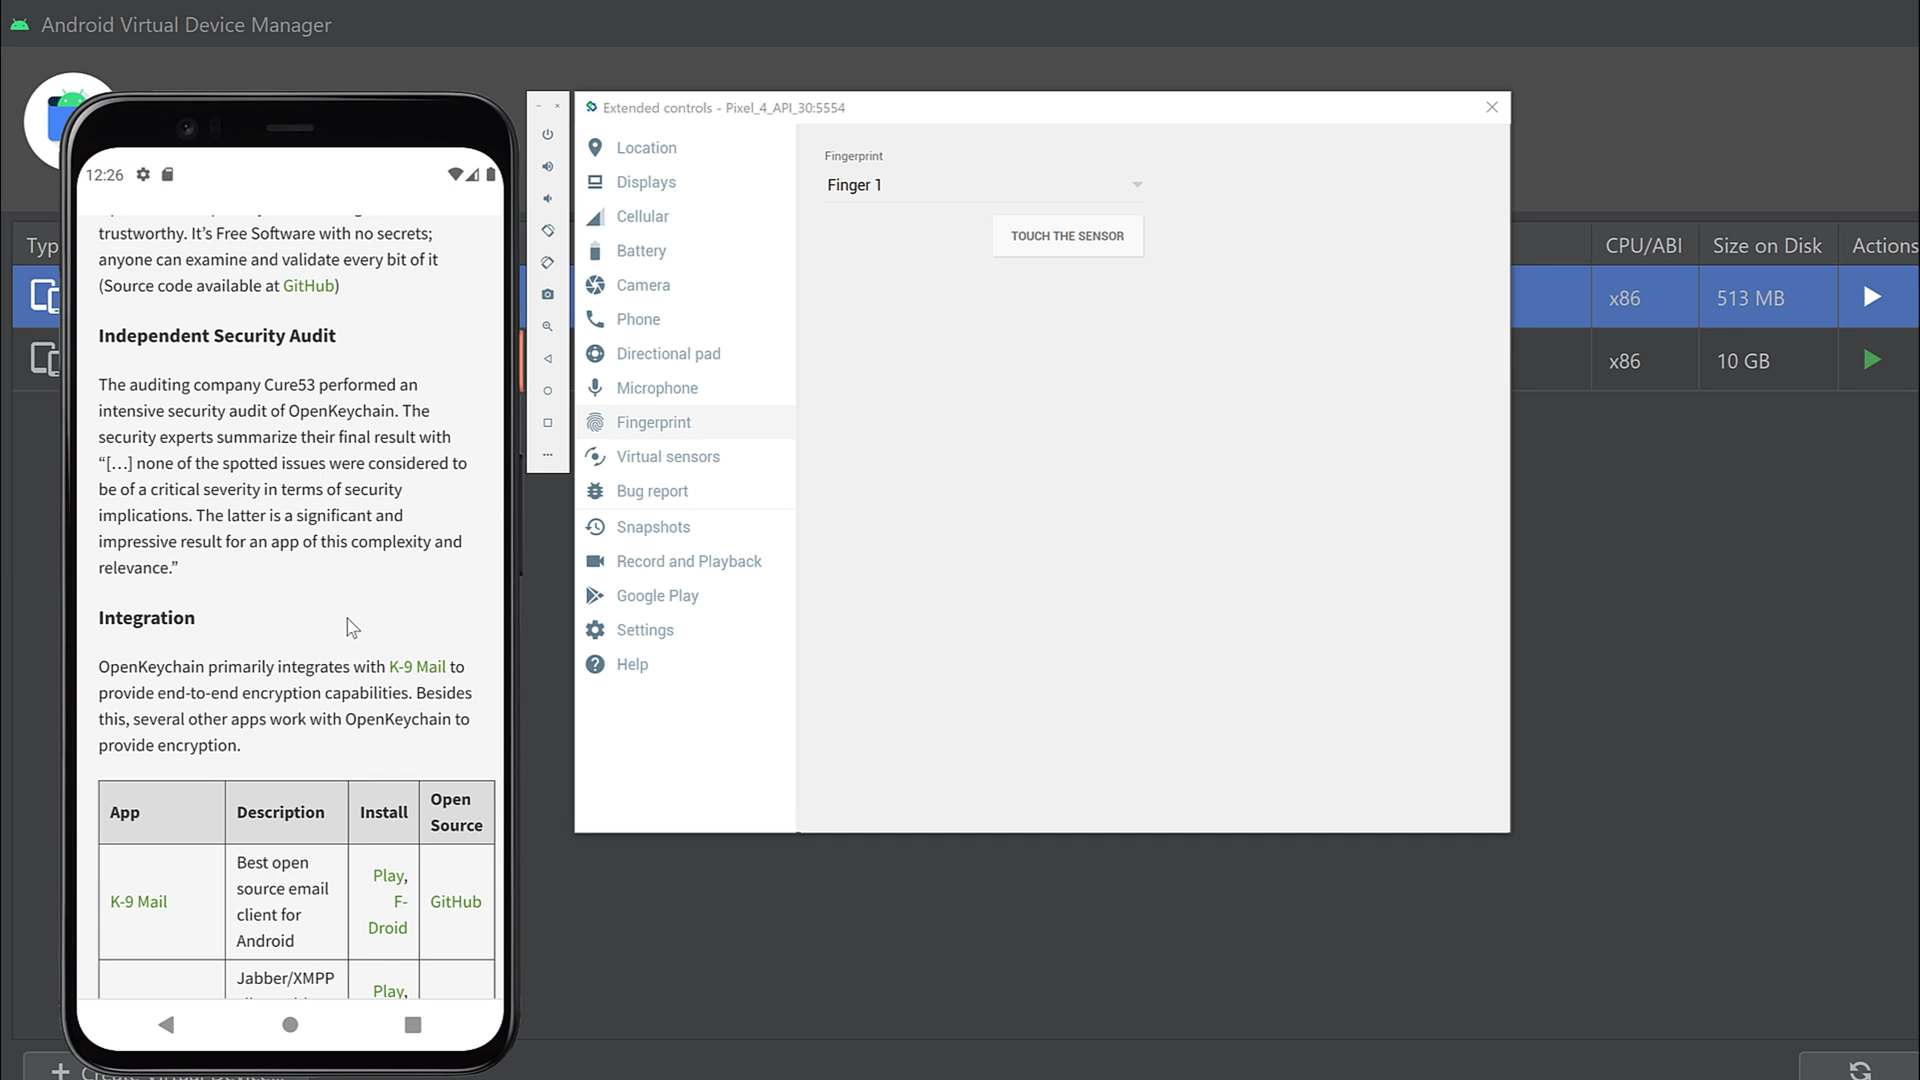 Android Virtual Device Manager
Extended controls - Pixel_4_API_30:5554
12:26
trustworthy. It’s Free Software with no secrets;
anyone can examine and validate every bit of it
(Source code available at GitHub)
Independent Security Audit
The auditing company Cure53 performed an
intensive security audit of OpenKeychain. The
security experts summarize their final result with
“[…] none of the spotted issues were considered to
be of a critical severity in terms of security
implications. The latter is a significant and
impressive result for an app of this complexity and
relevance.”
Integration
OpenKeychain primarily integrates with K-9 Mail to
provide end-to-end encryption capabilities. Besides
this, several other apps work with OpenKeychain to
provide encryption.
App
Description
Install
Open
Source
K-9 Mail
Best open
source email
client for
Android
Play,
F-
Droid
GitHub
Jabber/XMPP
Play,
Location
Displays
Cellular
Battery
Camera
Phone
Directional pad
Microphone
Fingerprint
Virtual sensors
Bug report
Snapshots
Record and Playback
Google Play
Settings
Help
Fingerprint
Finger 1
TOUCH THE SENSOR
Typ
CPU/ABI
Size on Disk
Actions
x86
513 MB
x86
10 GB
Create Virtual Device...